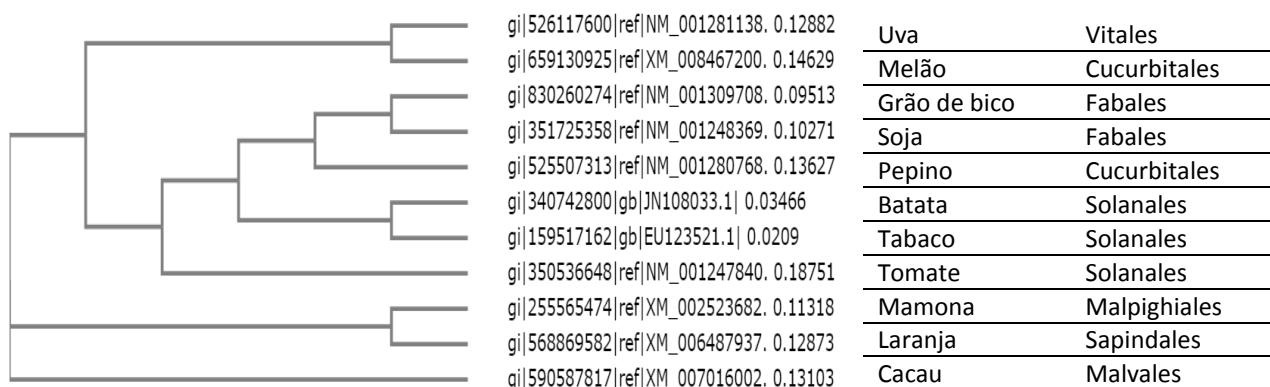 gi|526117600|ref|NM_001281138. 0.12882 Uva Vitales
gi|659130925|ref|XM_008467200. 0.14629 Melão Cucurbitales
gi|830260274|ref|NM_001309708. 0.09513 Grão de bico Fabales
gi|351725358|ref|NM_001248369. 0.10271 Soja Fabales
gi|525507313|ref|NM_001280768. 0.13627 Pepino Cucurbitales
gi|340742800|gb|JN108033.1| 0.03466 Batata Solanales
gi|159517162|gb|EU123521.1| 0.0209 Tabaco Solanales
gi|350536648|ref|NM_001247840. 0.18751 Tomate Solanales
gi|255565474|ref|XM_002523682. 0.11318 Mamona Malpighiales
gi|568869582|ref|XM_006487937. 0.12873 Laranja Sapindales
gi|590587817|ref|XM_007016002. 0.13103 Cacau Malvales